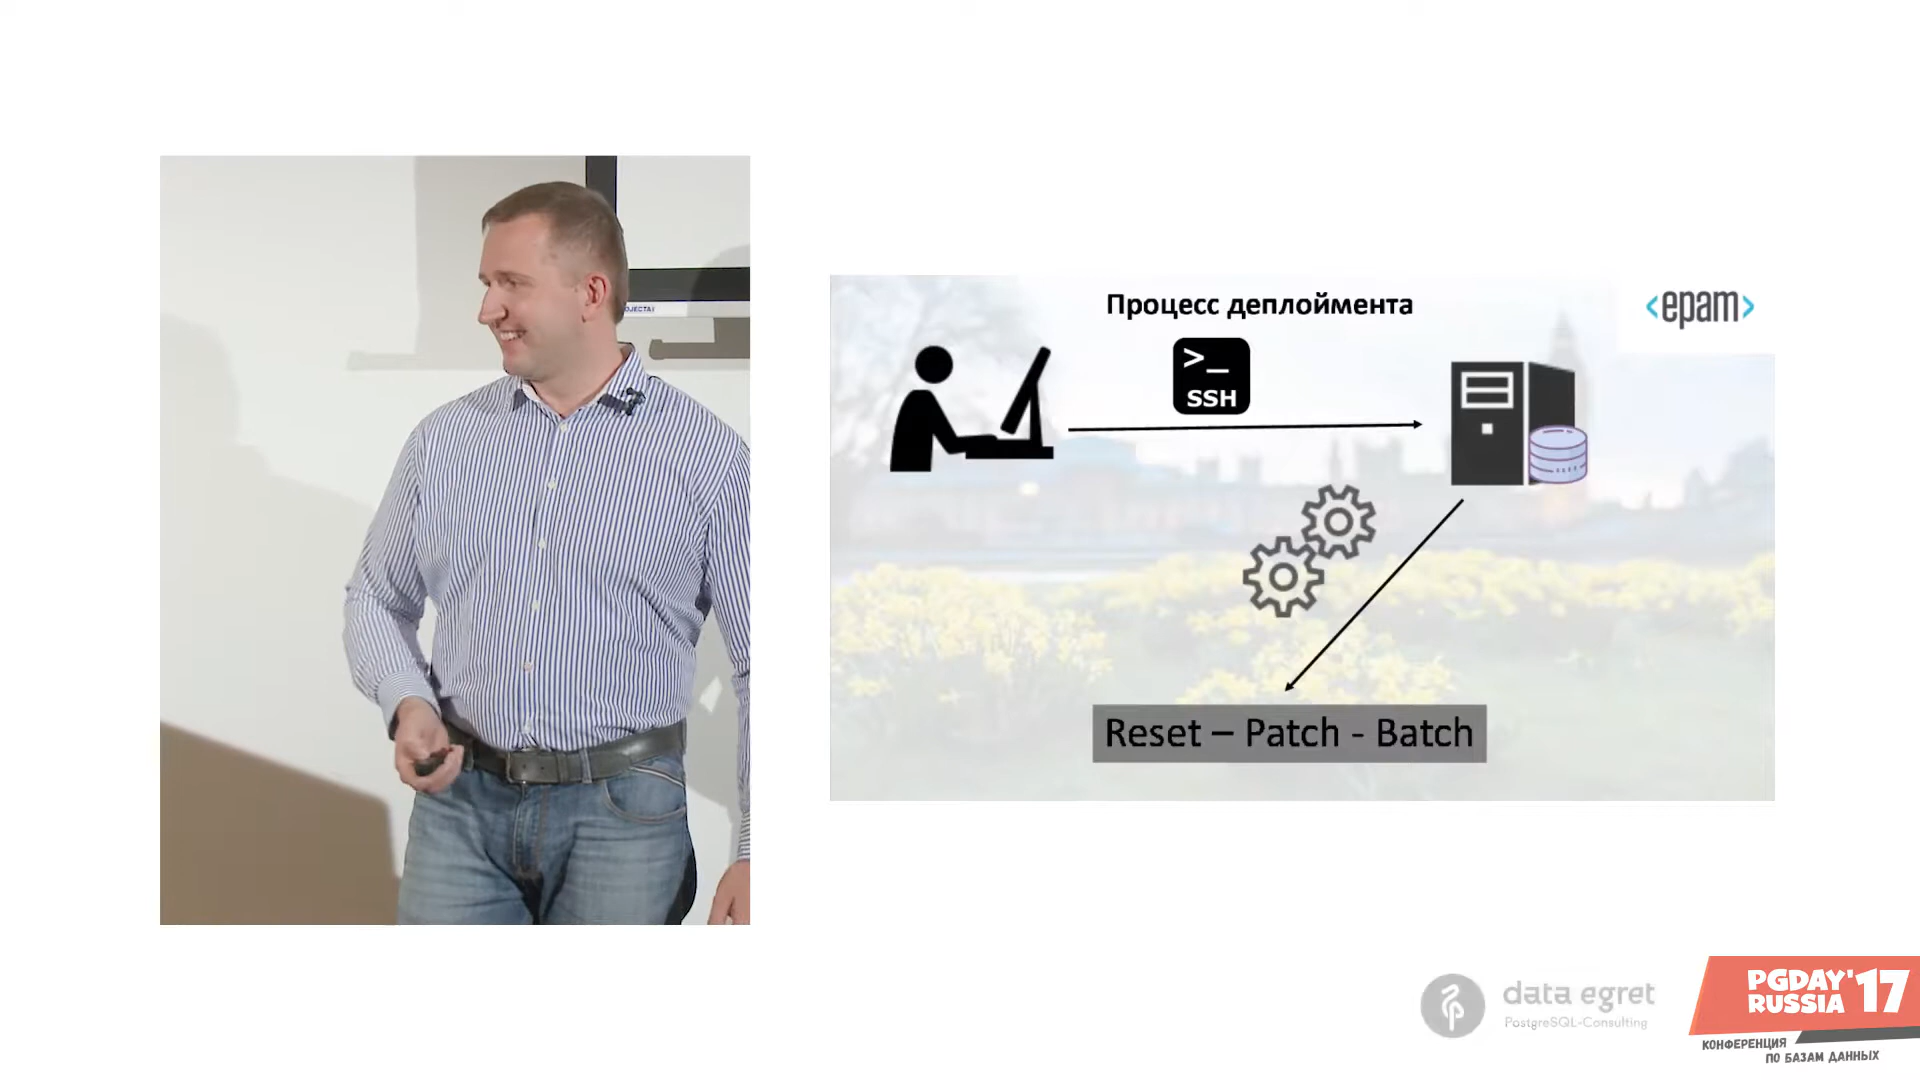 Процесс деплоймента
<epam>
>_
SSH
Reset – Patch - Batch
data egret
PostgreSQL-Consulting
PGDAY'17
RUSSIA
КОНФЕРЕНЦИЯ
ПО БАЗАМ ДАННЫХ